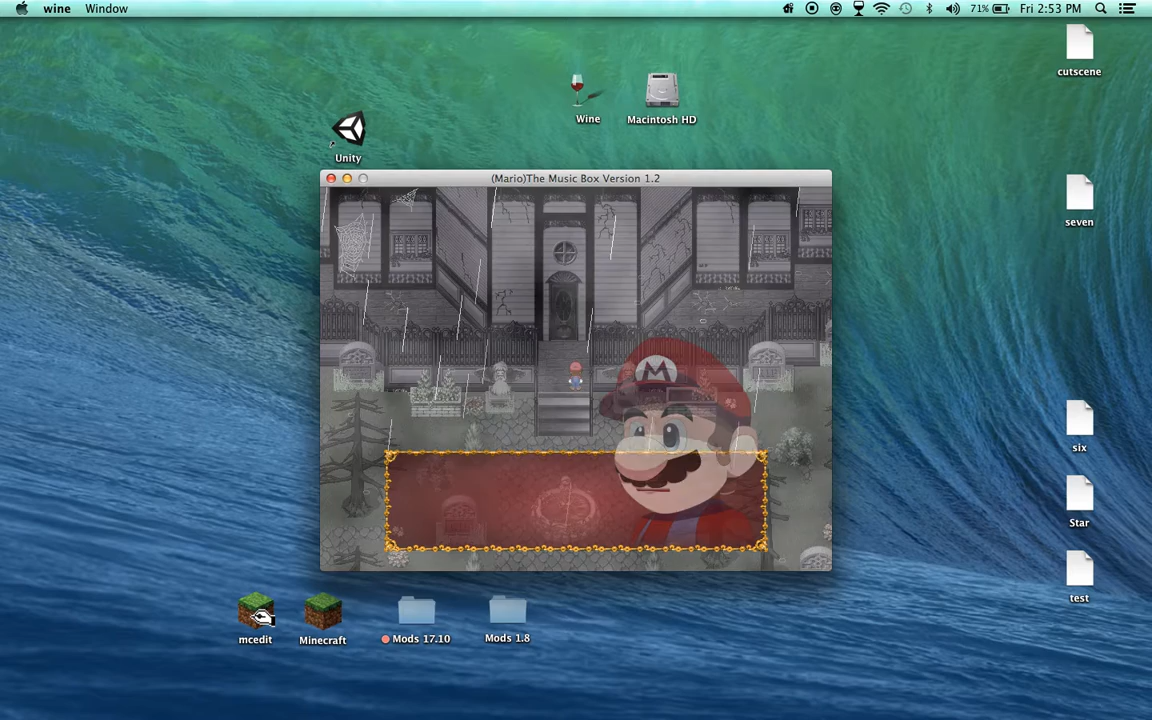 wine Window
71% Fri 2:53 PM
cutscene
Wine
Macintosh HD
Unity
(Mario)The Music Box Version 1.2
seven
M
six
Star
test
mcedit
Minecraft
Mods 17.10
Mods 1.8